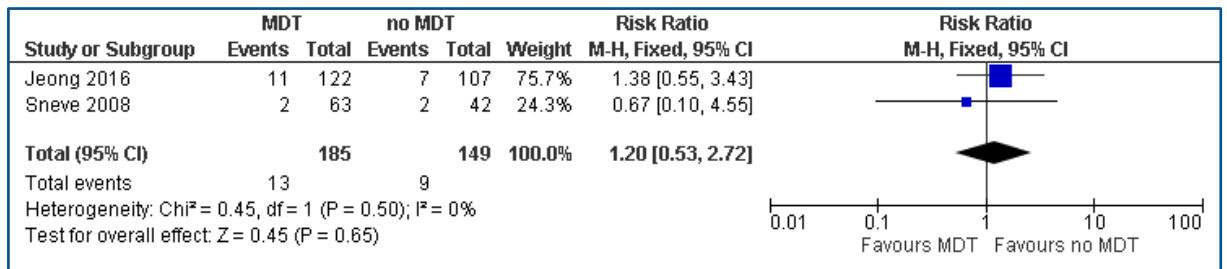 MDT no MDT Risk Ratio Risk Ratio
Study or Subgroup Events Total Events Total Weight M-H, Fixed, 95% CI M-H, Fixed, 95% CI
Jeong 2016 11 122 7 107 75.7% 1.38 [0.55, 3.43]
Sneve 2008 2 63 2 42 24.3% 0.67 [0.10, 4.55]
Total (95% CI) 185 149 100.0% 1.20 [0.53, 2.72]
Total events 13 9
Heterogeneity: Chi² = 0.45, df = 1 (P = 0.50); I² = 0%
Test for overall effect: Z = 0.45 (P = 0.65)
0.01 0.1 1 10 100
Favours MDT Favours no MDT